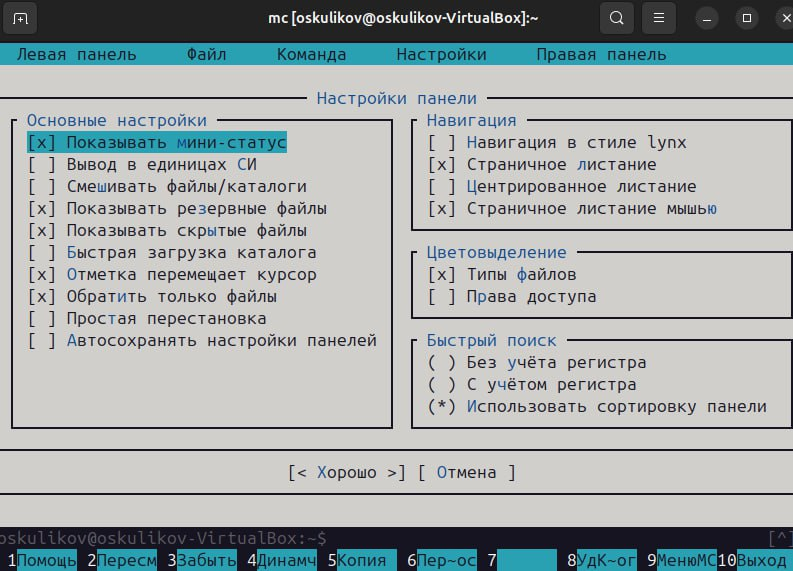 mc [oskulikov@oskulikov-VirtualBox]:~
Левая панель Файл Команда Настройки Правая панель
Настройки панели
Основные настройки
[x] Показывать мини-статус
[ ] Вывод в единицах СИ
[ ] Смешивать файлы/каталоги
[x] Показывать резервные файлы
[x] Показывать скрытые файлы
[ ] Быстрая загрузка каталога
[x] Отметка перемещает курсор
[x] Обратить только файлы
[ ] Простая перестановка
[ ] Автосохранять настройки панелей
Навигация
[ ] Навигация в стиле lynx
[x] Страничное листание
[ ] Центрированное листание
[x] Страничное листание мышью
Цветовыделение
[x] Типы файлов
[ ] Права доступа
Быстрый поиск
( ) Без учёта регистра
( ) С учётом регистра
(*) Использовать сортировку панели
[< Хорошо >] [ Отмена ]
oskulikov@oskulikov-VirtualBox:~$ [^]
1Помощь 2Пересм 3Забыть 4Динамч 5Копия 6Пер~ос 7 8УдК~ог 9МенюМС 10Выход